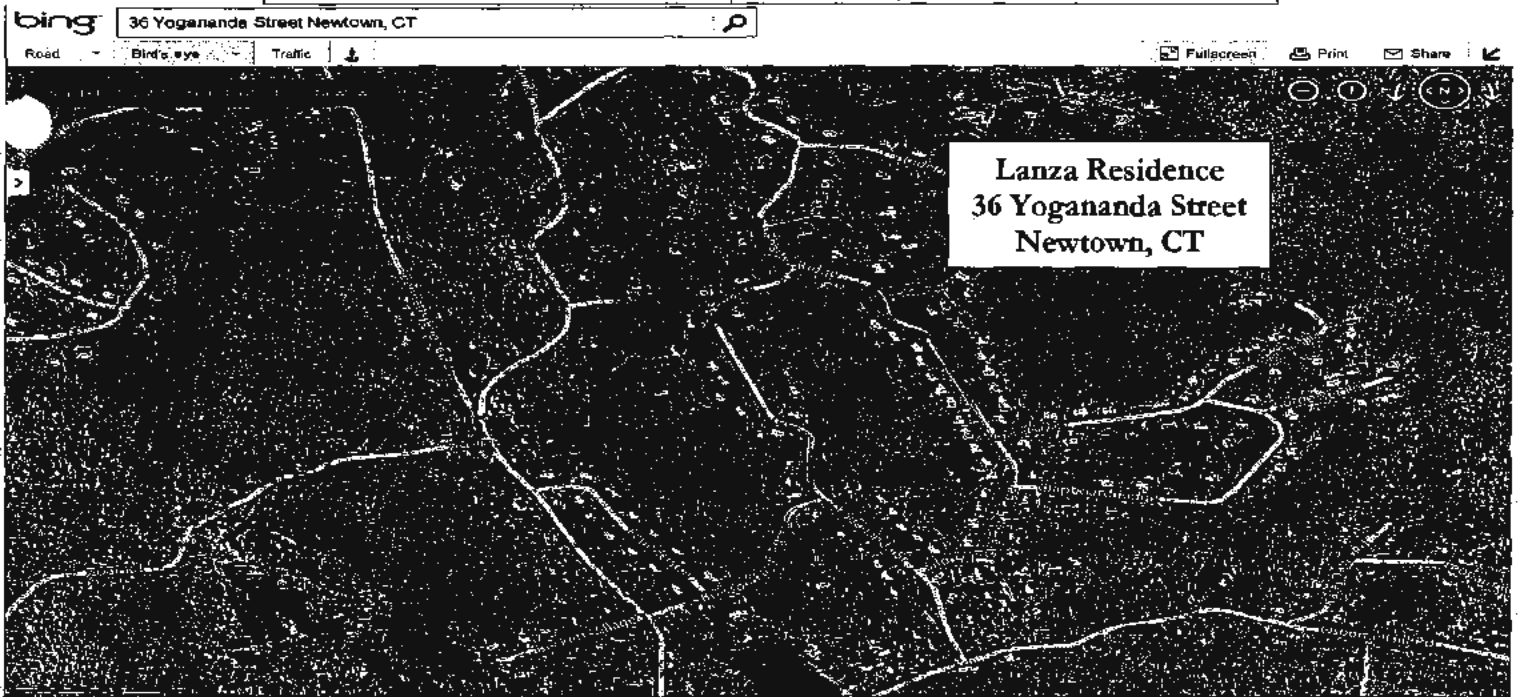 bing
36 Yogananda Street Newtown, CT
Road Bird's eye Traffic Fullscreen Print Share
N
Lanza Residence
36 Yogananda Street
Newtown, CT